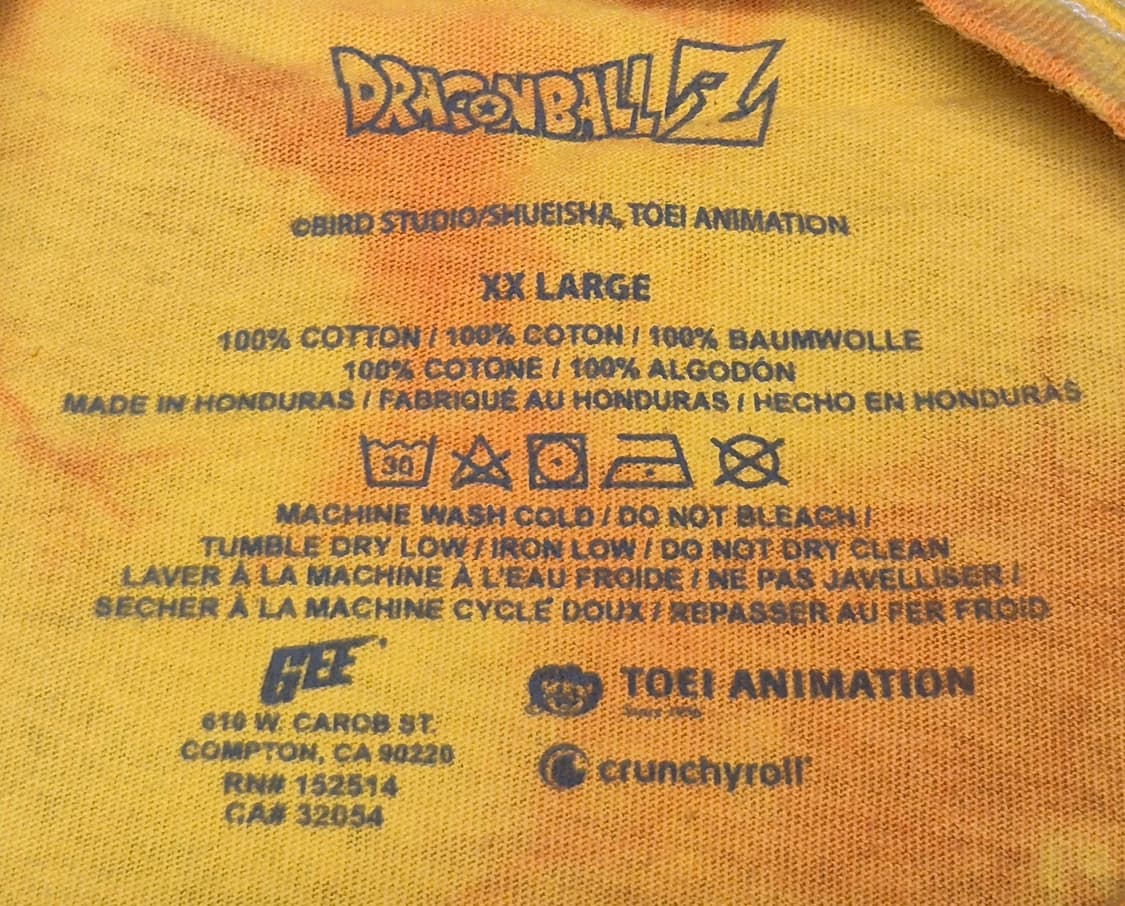 DRAGONBALL Z
©BIRD STUDIO/SHUEISHA, TOEI ANIMATION
XX LARGE
100% COTTON / 100% COTON / 100% BAUMWOLLE
100% COTONE / 100% ALGODÓN
MADE IN HONDURAS / FABRIQUÉ AU HONDURAS / HECHO EN HONDURAS
30
MACHINE WASH COLD / DO NOT BLEACH /
TUMBLE DRY LOW / IRON LOW / DO NOT DRY CLEAN
LAVER À LA MACHINE À L'EAU FROIDE / NE PAS JAVELLISER /
SECHER À LA MACHINE CYCLE DOUX / REPASSER AU FER FROID
GEE
610 W. CAROB ST.
COMPTON, CA 90220
RN# 152514
CA# 32054
TOEI ANIMATION
Since 1956
crunchyroll